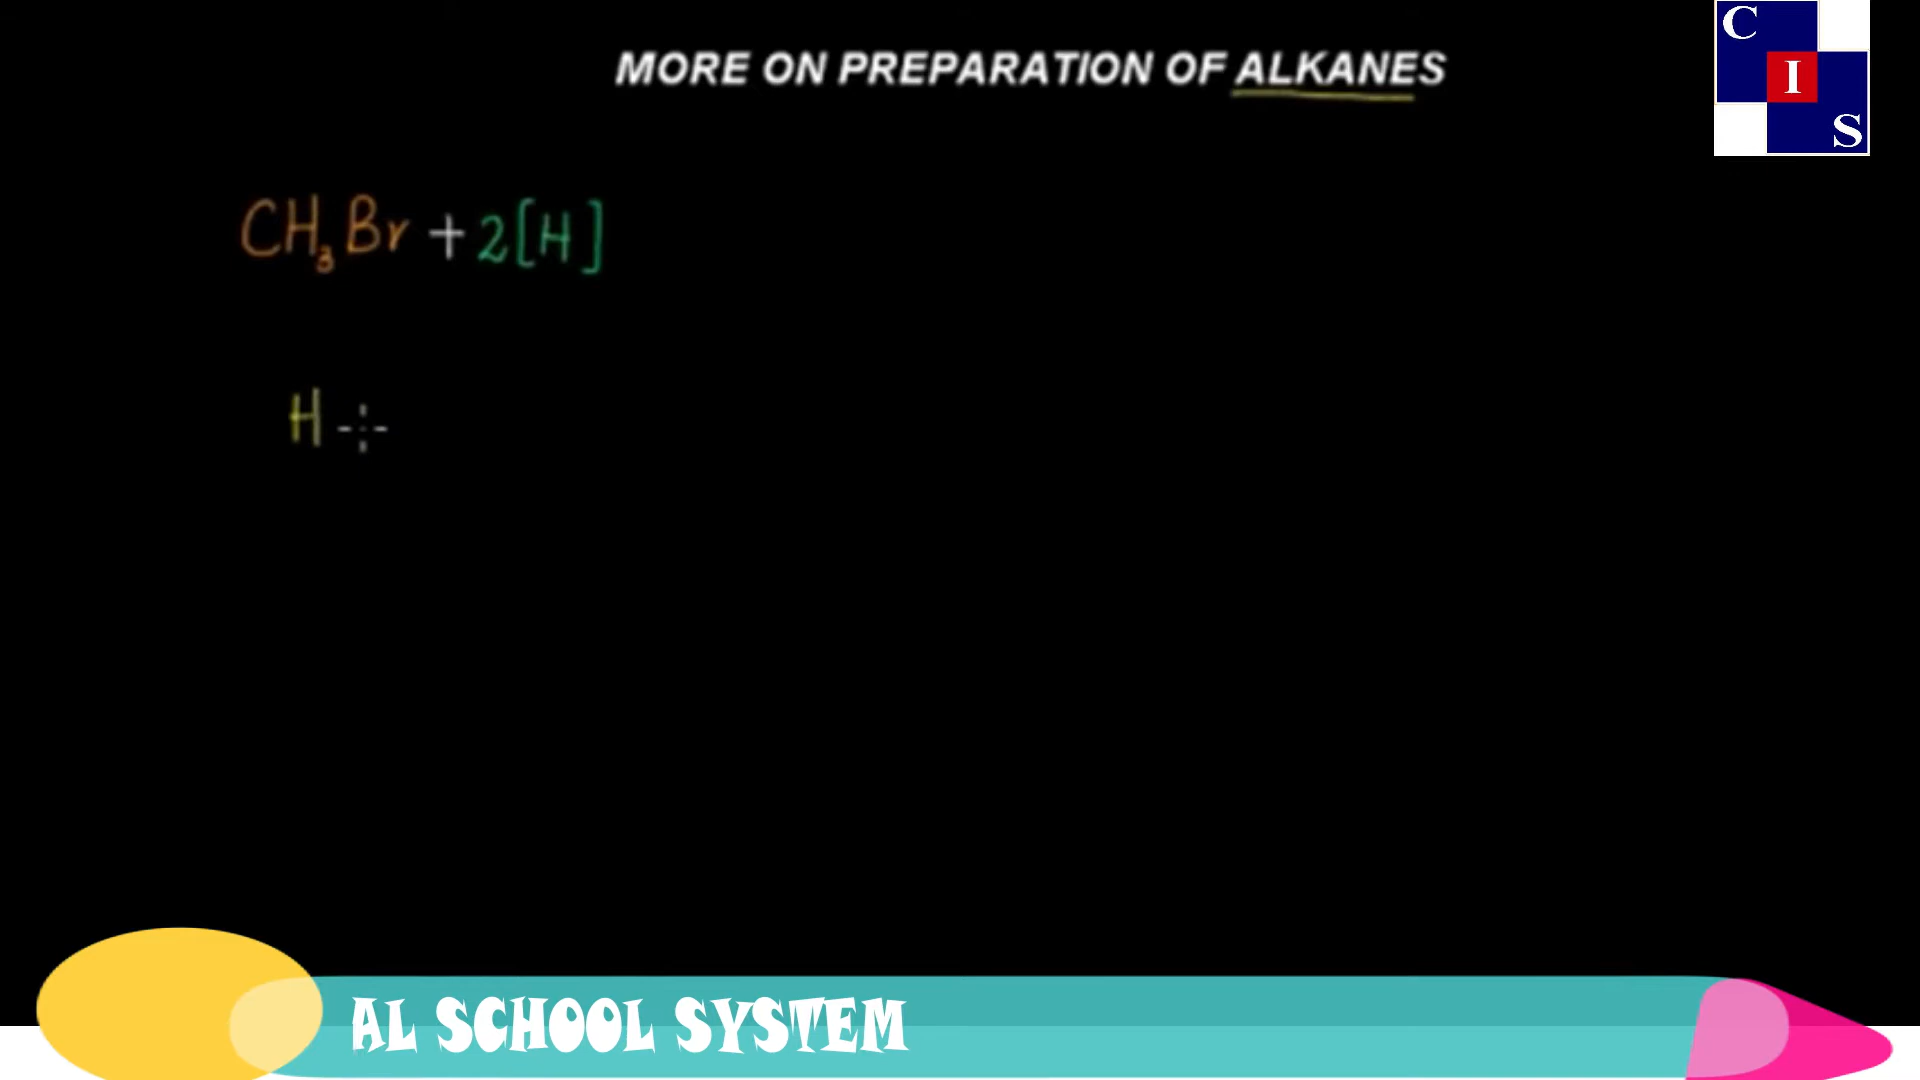 MORE ON PREPARATION OF ALKANES
C I S
CH₃Br + 2[H]
H
AL SCHOOL SYSTEM